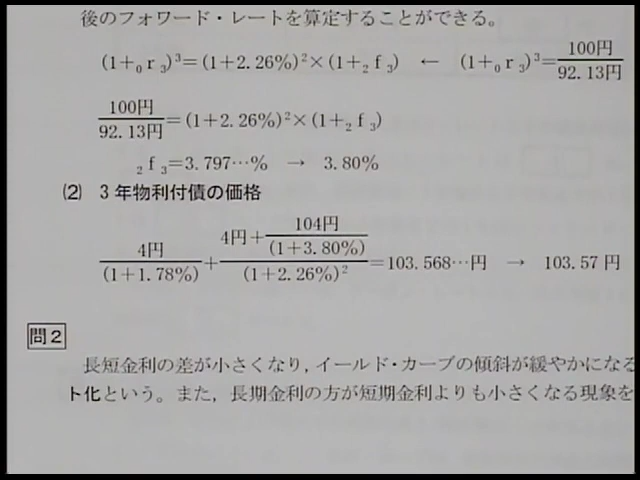 後のフォワード・レートを算定することができる。
(1+₀r₃)³=(1+2.26%)²×(1+₂f₃) ← (1+₀r₃)³=100円/92.13円
100円/92.13円=(1+2.26%)²×(1+₂f₃)
₂f₃=3.797…% → 3.80%
⑵ 3年物利付債の価格
4円/(1+1.78%)+(4円+104円/(1+3.80%))/(1+2.26%)²=103.568…円 → 103.57円
問2
長短金利の差が小さくなり,イールド・カーブの傾斜が緩やかになる
ト化という。また,長期金利の方が短期金利よりも小さくなる現象を